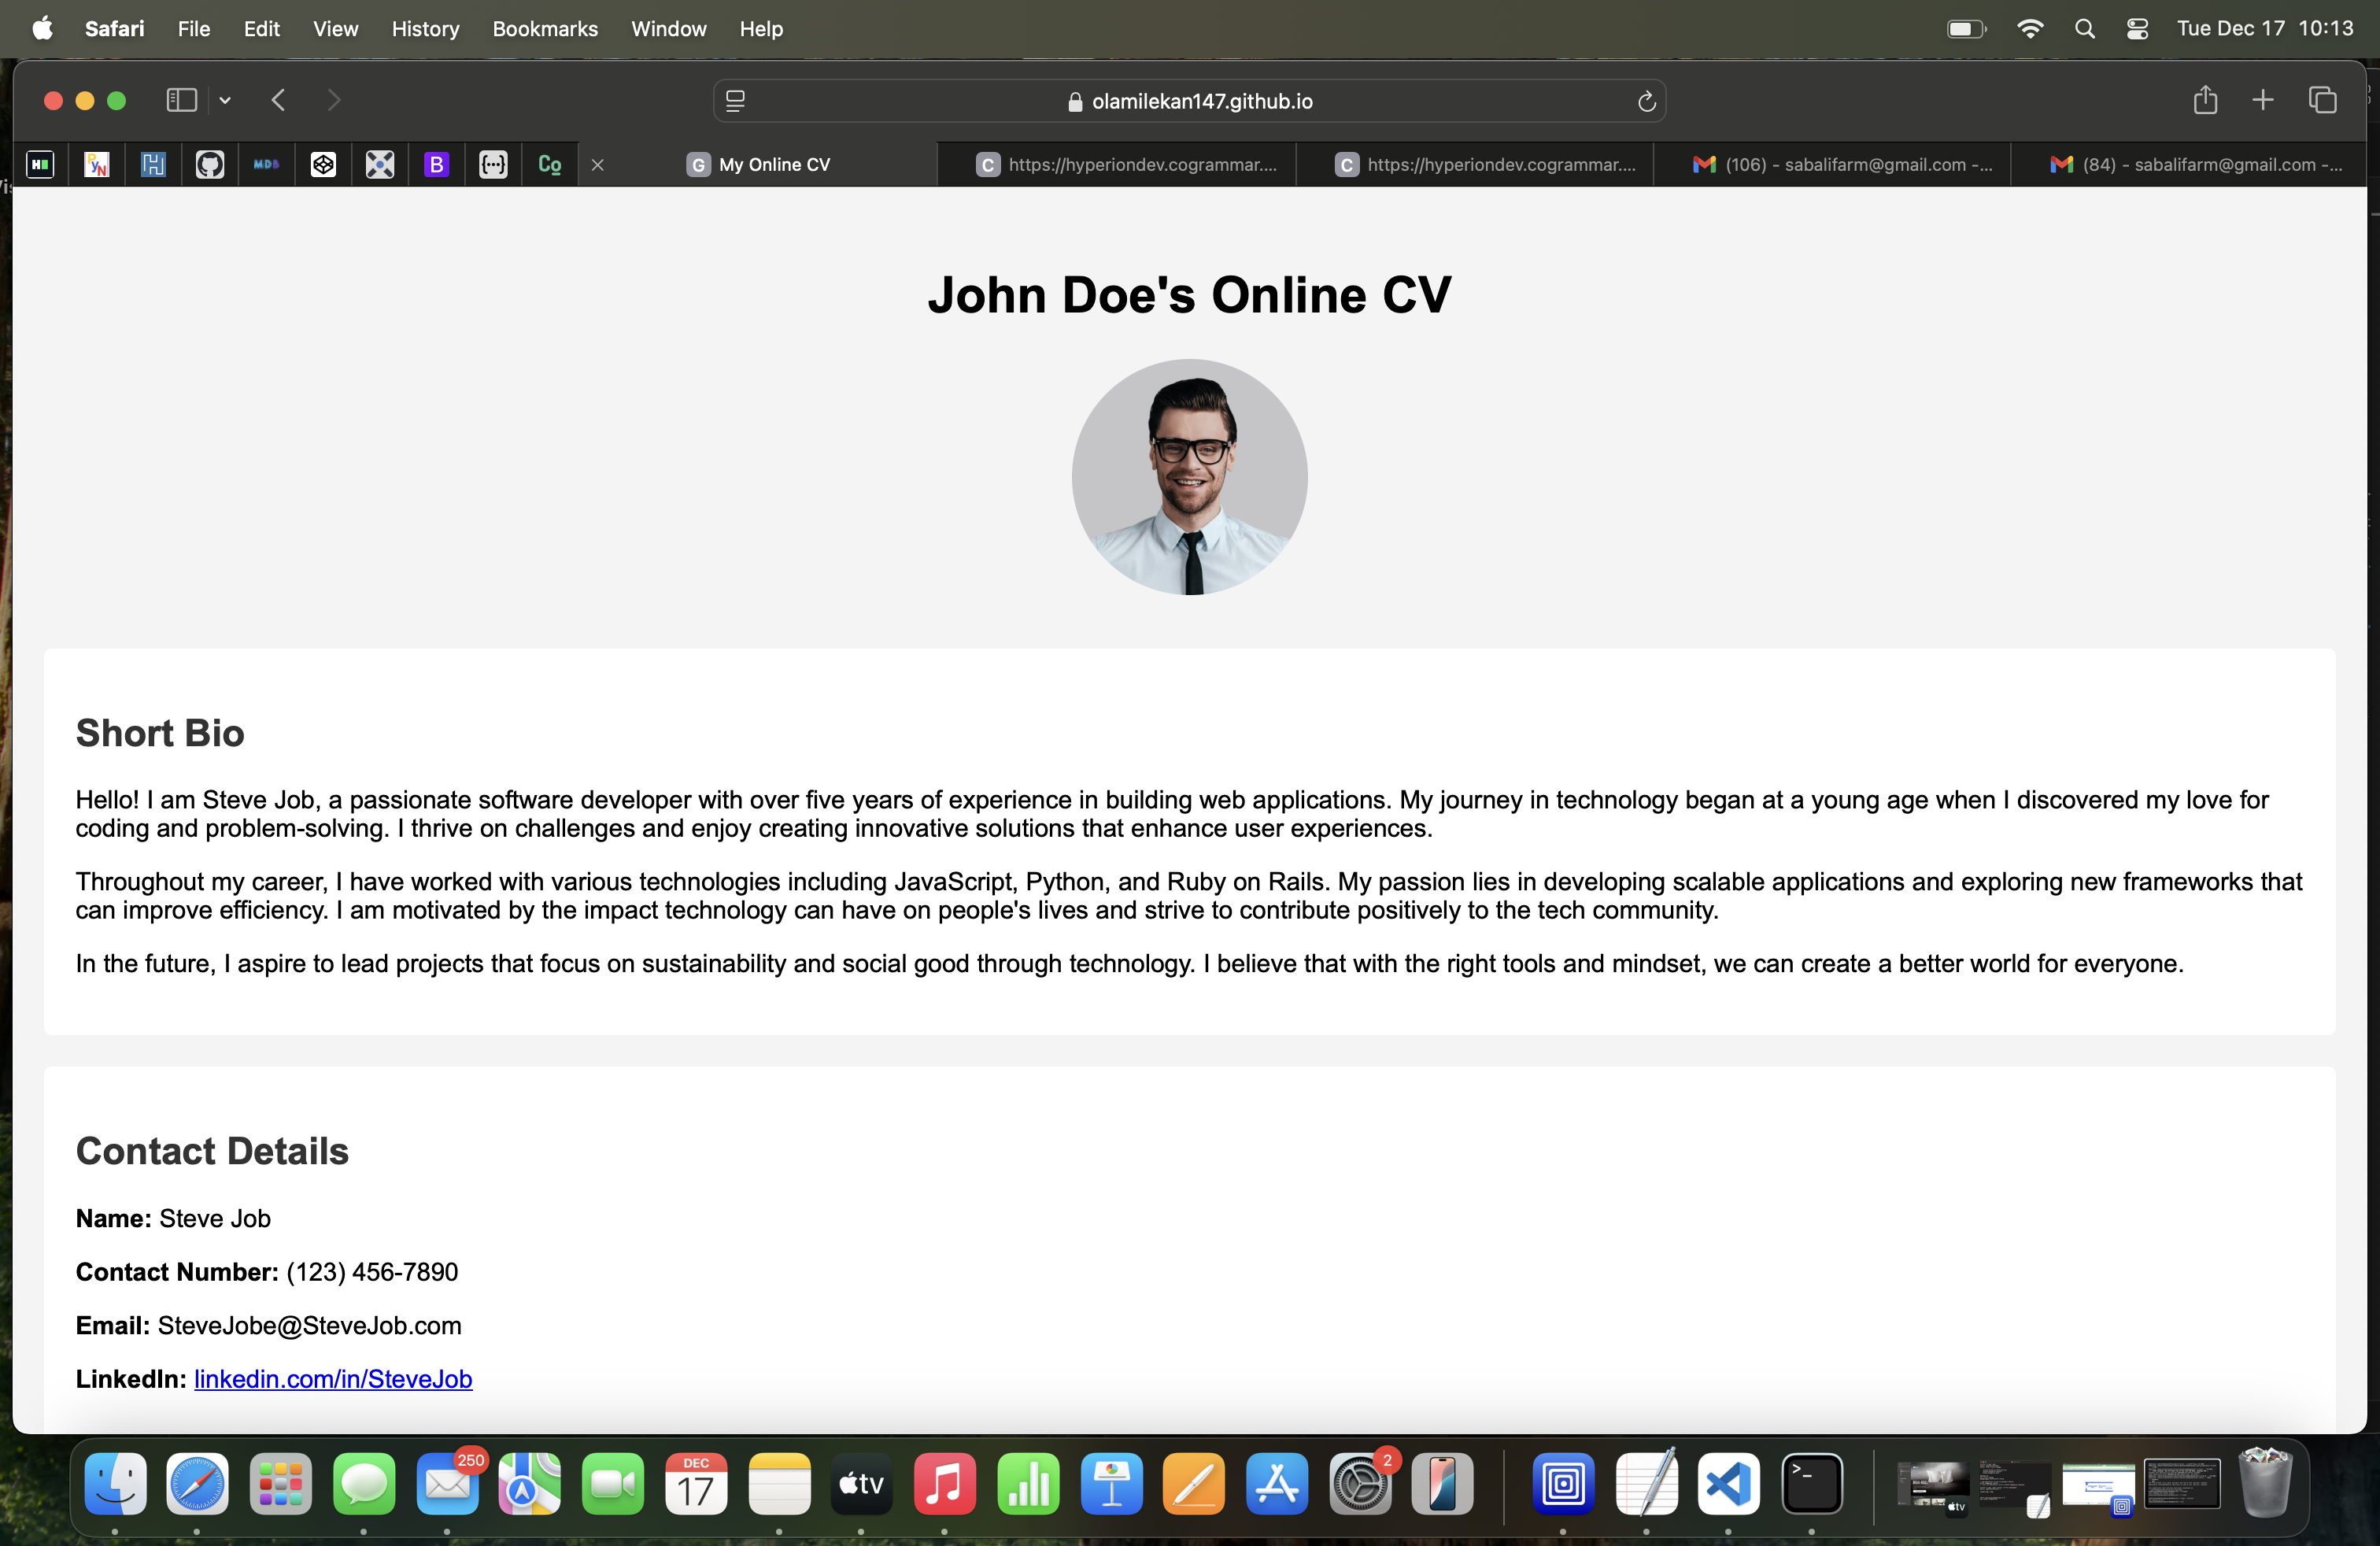 Safari File Edit View History Bookmarks Window Help Tue Dec 17 10:13
olamilekan147.github.io
H PyN H MDB B {...} Co G My Online CV C https://hyperiondev.cogrammar.... C https://hyperiondev.cogrammar.... (106) - sabalifarm@gmail.com -... (84) - sabalifarm@gmail.com -...
John Doe's Online CV
Short Bio
Hello! I am Steve Job, a passionate software developer with over five years of experience in building web applications. My journey in technology began at a young age when I discovered my love for
coding and problem-solving. I thrive on challenges and enjoy creating innovative solutions that enhance user experiences.
Throughout my career, I have worked with various technologies including JavaScript, Python, and Ruby on Rails. My passion lies in developing scalable applications and exploring new frameworks that
can improve efficiency. I am motivated by the impact technology can have on people's lives and strive to contribute positively to the tech community.
In the future, I aspire to lead projects that focus on sustainability and social good through technology. I believe that with the right tools and mindset, we can create a better world for everyone.
Contact Details
Name: Steve Job
Contact Number: (123) 456-7890
Email: SteveJobe@SteveJob.com
LinkedIn: linkedin.com/in/SteveJob
250 DEC 2
17 tv >_ tv